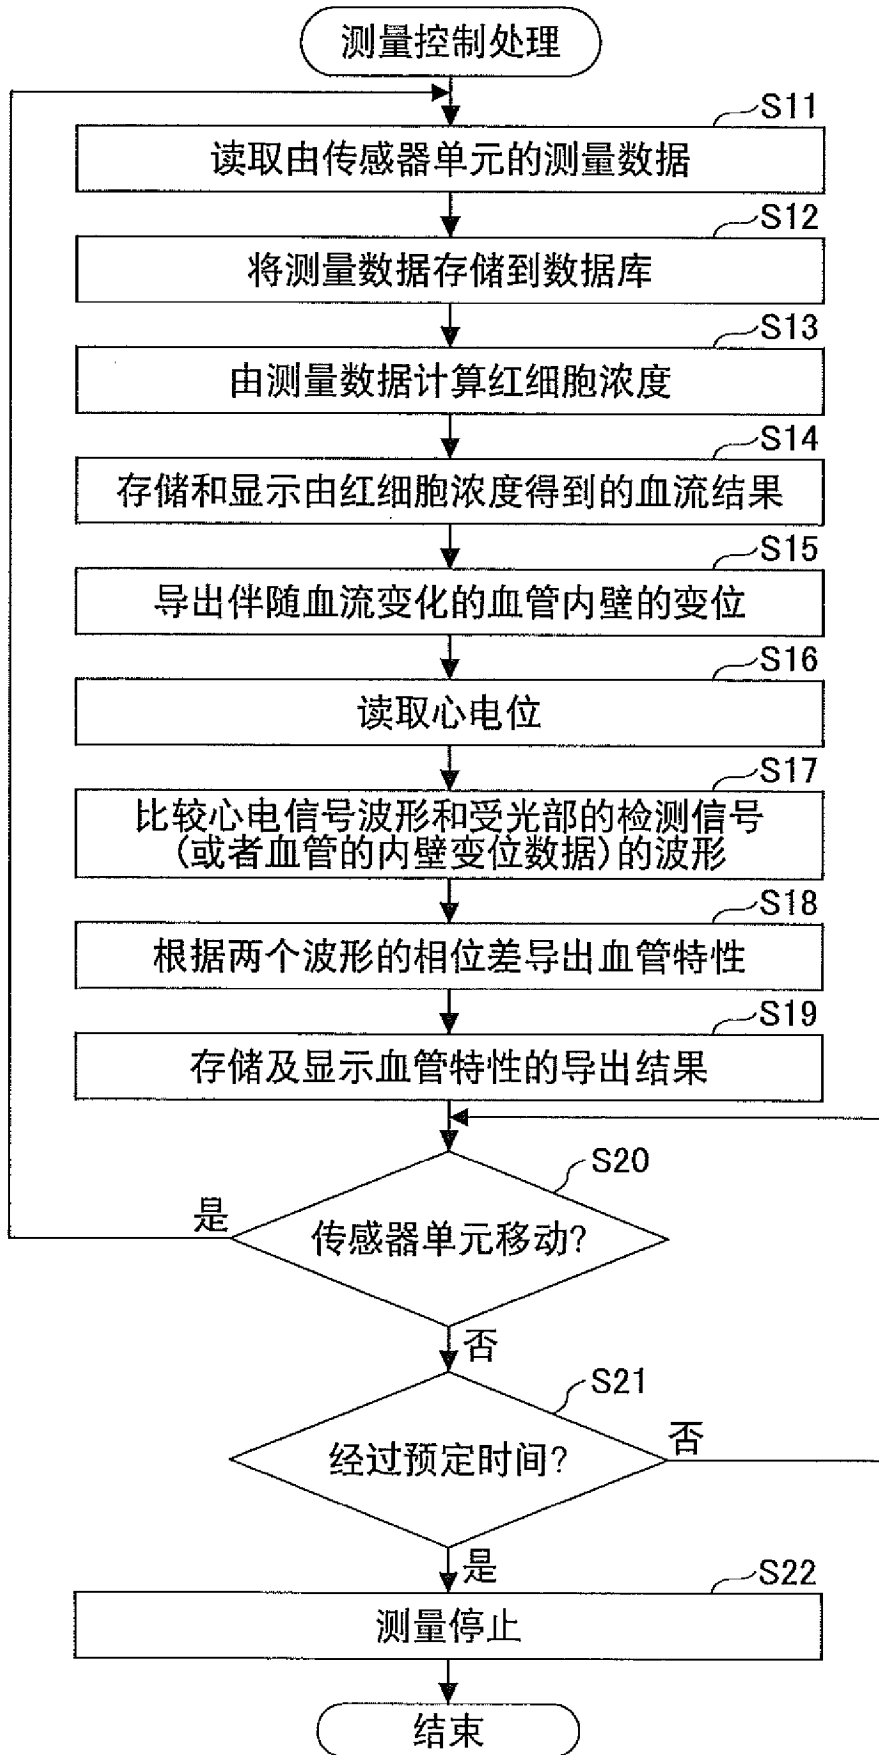 测量控制处理
S11
读取由传感器单元的测量数据
S12
将测量数据存储到数据库
S13
由测量数据计算红细胞浓度
S14
存储和显示由红细胞浓度得到的血流结果
S15
导出伴随血流变化的血管内壁的变位
S16
读取心电位
S17
比较心电信号波形和受光部的检测信号
(或者血管的内壁变位数据)的波形
S18
根据两个波形的相位差导出血管特性
S19
存储及显示血管特性的导出结果
S20
是
传感器单元移动?
否
S21
经过预定时间?
否
是
S22
测量停止
结束